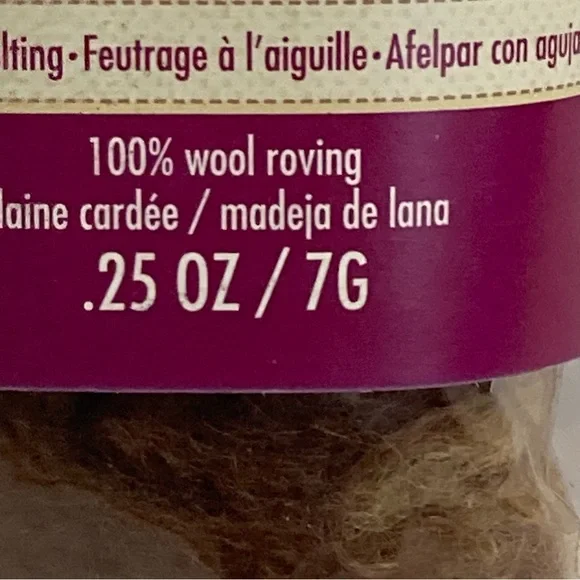 lting • Feutrage à l'aiguille • Afelpar con aguja
100% wool roving
laine cardée / madeja de lana
.25 OZ / 7G